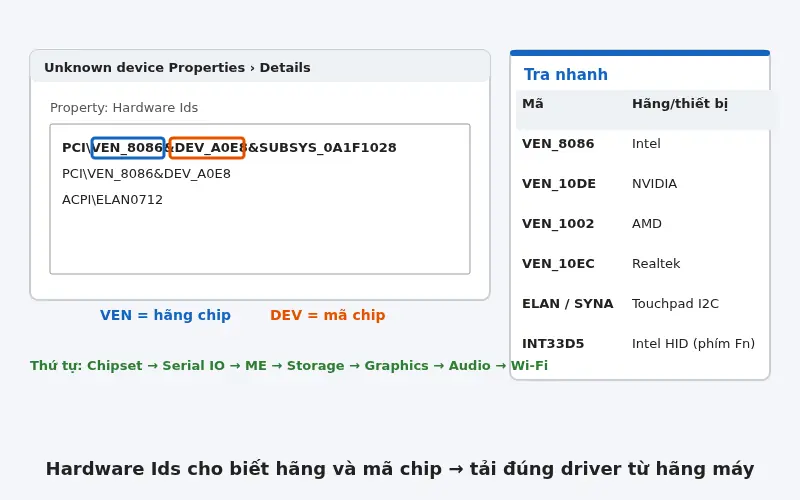 Unknown device Properties › Details
Property: Hardware Ids
PCI\VEN_8086&DEV_A0E8&SUBSYS_0A1F1028
PCI\VEN_8086&DEV_A0E8
ACPI\ELAN0712
VEN = hãng chip
DEV = mã chip
Tra nhanh
Mã Hãng/thiết bị
VEN_8086 Intel
VEN_10DE NVIDIA
VEN_1002 AMD
VEN_10EC Realtek
ELAN / SYNA Touchpad I2C
INT33D5 Intel HID (phím Fn)
Thứ tự: Chipset → Serial IO → ME → Storage → Graphics → Audio → Wi-Fi
Hardware Ids cho biết hãng và mã chip → tải đúng driver từ hãng máy